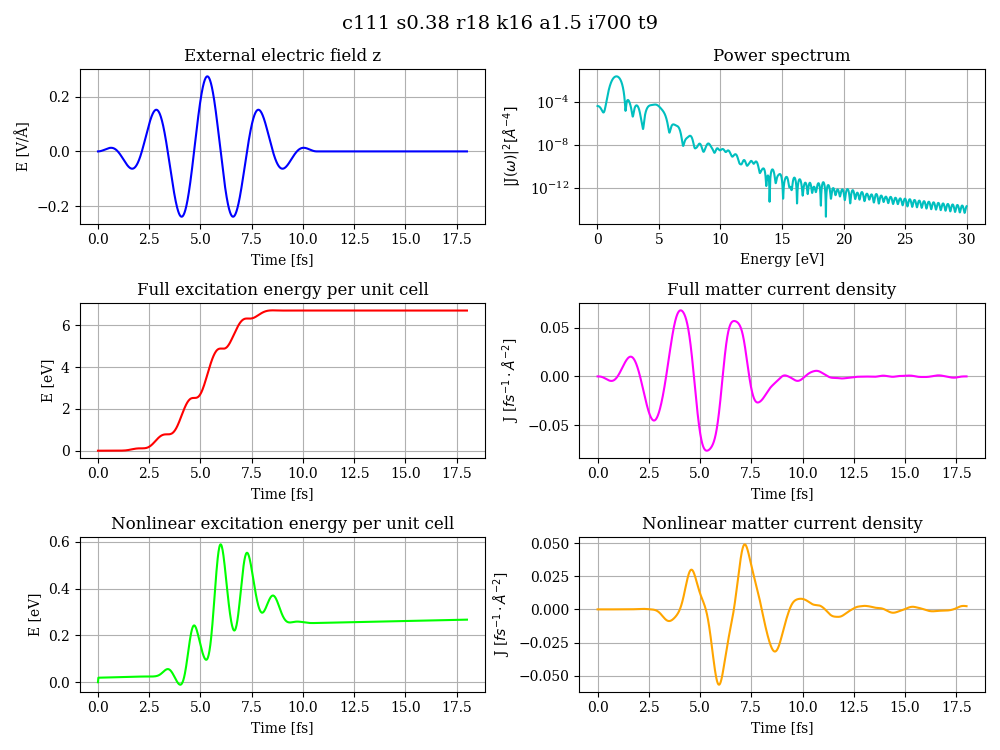 c111 s0.38 r18 k16 a1.5 i700 t9
External electric field z
E [V/Å]
0.2
0.0
−0.2
0.0 2.5 5.0 7.5 10.0 12.5 15.0 17.5
Time [fs]
Power spectrum
|J(ω)|²[Å⁻⁴]
10⁻⁴
10⁻⁸
10⁻¹²
0 5 10 15 20 25 30
Energy [eV]
Full excitation energy per unit cell
E [eV]
6
4
2
0
0.0 2.5 5.0 7.5 10.0 12.5 15.0 17.5
Time [fs]
Full matter current density
J [fs⁻¹ · Å⁻²]
0.05
0.00
−0.05
0.0 2.5 5.0 7.5 10.0 12.5 15.0 17.5
Time [fs]
Nonlinear excitation energy per unit cell
E [eV]
0.6
0.4
0.2
0.0
0.0 2.5 5.0 7.5 10.0 12.5 15.0 17.5
Time [fs]
Nonlinear matter current density
J [fs⁻¹ · Å⁻²]
0.050
0.025
0.000
−0.025
−0.050
0.0 2.5 5.0 7.5 10.0 12.5 15.0 17.5
Time [fs]